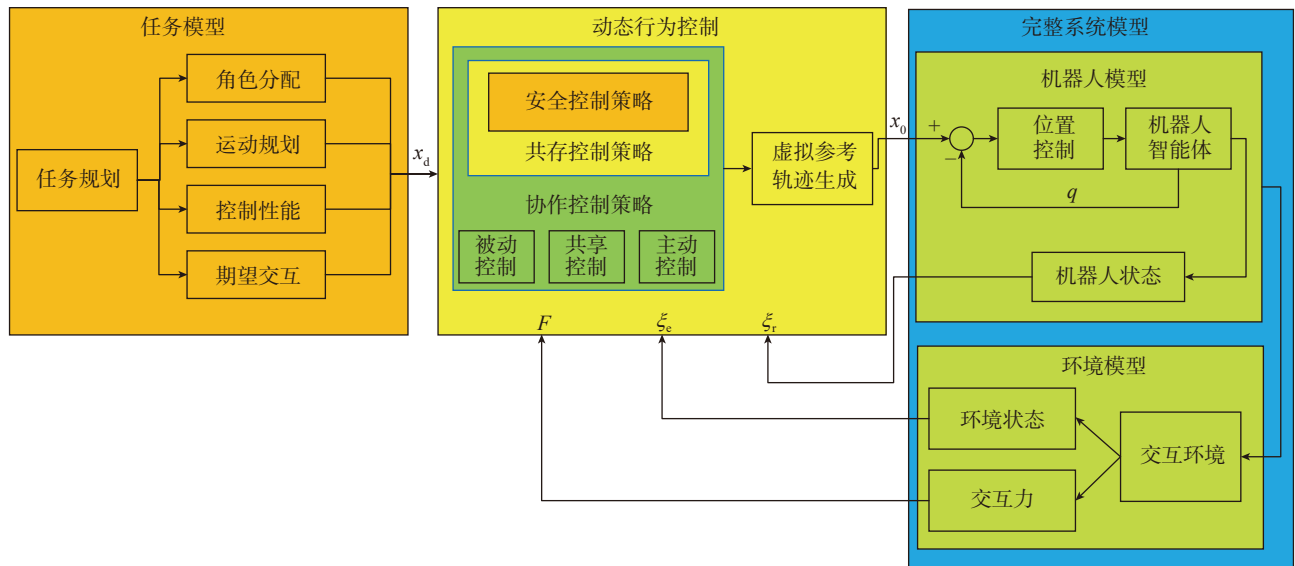 任务模型
任务规划
角色分配
运动规划
控制性能
期望交互
x_d
动态行为控制
安全控制策略
共存控制策略
协作控制策略
被动
控制
共享
控制
主动
控制
虚拟参考
轨迹生成
F
ξ_e
ξ_r
x_0
完整系统模型
机器人模型
+
−
位置
控制
机器人
智能体
q
机器人状态
环境模型
环境状态
交互力
交互环境